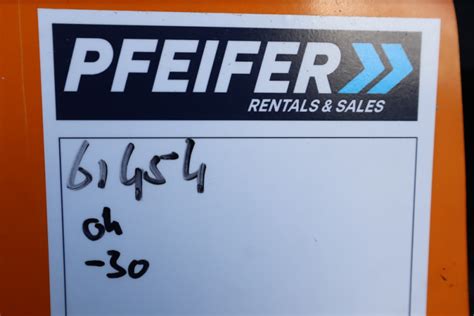 PFEIFER
RENTALS & SALES
61454
oh
-30